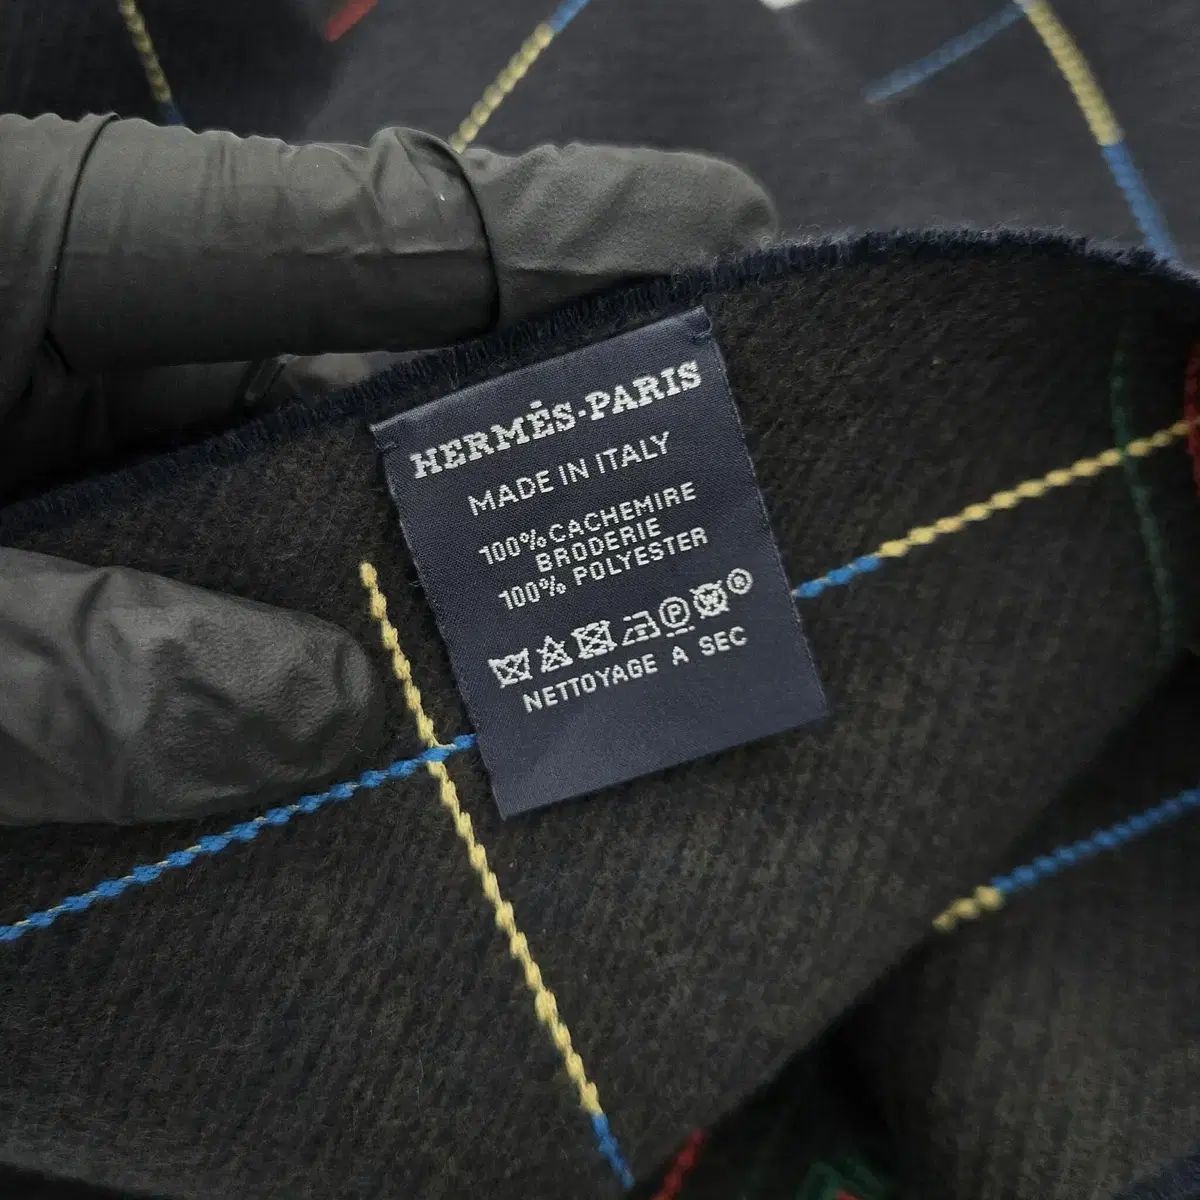 HERMÈS-PARIS
MADE IN ITALY
100% CACHEMIRE
BRODERIE
100% POLYESTER
P W R
NETTOYAGE A SEC